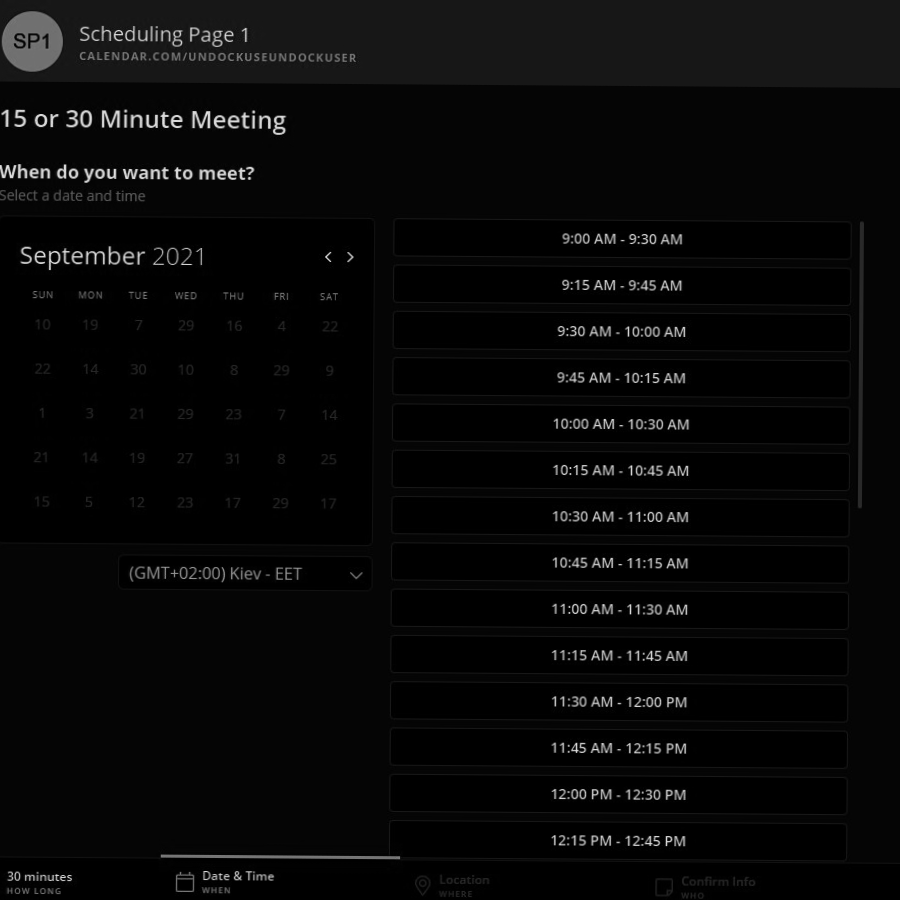 SP1
Scheduling Page 1
CALENDAR.COM/UNDOCKUSEUNDOCKUSER
15 or 30 Minute Meeting
When do you want to meet?
Select a date and time
September 2021
SUN MON TUE WED THU FRI SAT
10 19 7 29 16 4 22
22 14 30 10 8 29 9
1 3 21 29 23 7 14
21 14 19 27 31 8 25
15 5 12 23 17 29 17
(GMT+02:00) Kiev - EET
9:00 AM - 9:30 AM
9:15 AM - 9:45 AM
9:30 AM - 10:00 AM
9:45 AM - 10:15 AM
10:00 AM - 10:30 AM
10:15 AM - 10:45 AM
10:30 AM - 11:00 AM
10:45 AM - 11:15 AM
11:00 AM - 11:30 AM
11:15 AM - 11:45 AM
11:30 AM - 12:00 PM
11:45 AM - 12:15 PM
12:00 PM - 12:30 PM
12:15 PM - 12:45 PM
30 minutes
HOW LONG
Date & Time
WHEN
Location
WHERE
Confirm Info
WHO